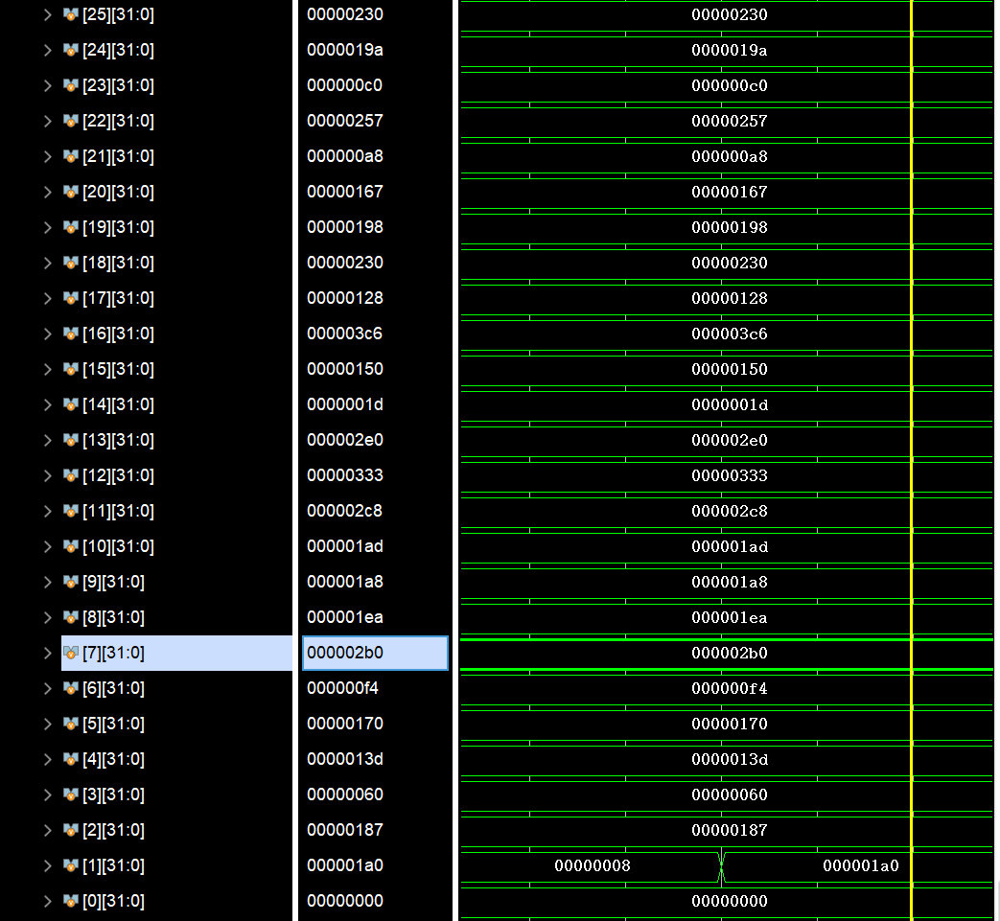 [25][31:0] 00000230 00000230
[24][31:0] 0000019a 0000019a
[23][31:0] 000000c0 000000c0
[22][31:0] 00000257 00000257
[21][31:0] 000000a8 000000a8
[20][31:0] 00000167 00000167
[19][31:0] 00000198 00000198
[18][31:0] 00000230 00000230
[17][31:0] 00000128 00000128
[16][31:0] 000003c6 000003c6
[15][31:0] 00000150 00000150
[14][31:0] 0000001d 0000001d
[13][31:0] 000002e0 000002e0
[12][31:0] 00000333 00000333
[11][31:0] 000002c8 000002c8
[10][31:0] 000001ad 000001ad
[9][31:0] 000001a8 000001a8
[8][31:0] 000001ea 000001ea
[7][31:0] 000002b0 000002b0
[6][31:0] 000000f4 000000f4
[5][31:0] 00000170 00000170
[4][31:0] 0000013d 0000013d
[3][31:0] 00000060 00000060
[2][31:0] 00000187 00000187
[1][31:0] 000001a0 00000008 000001a0
[0][31:0] 00000000 00000000